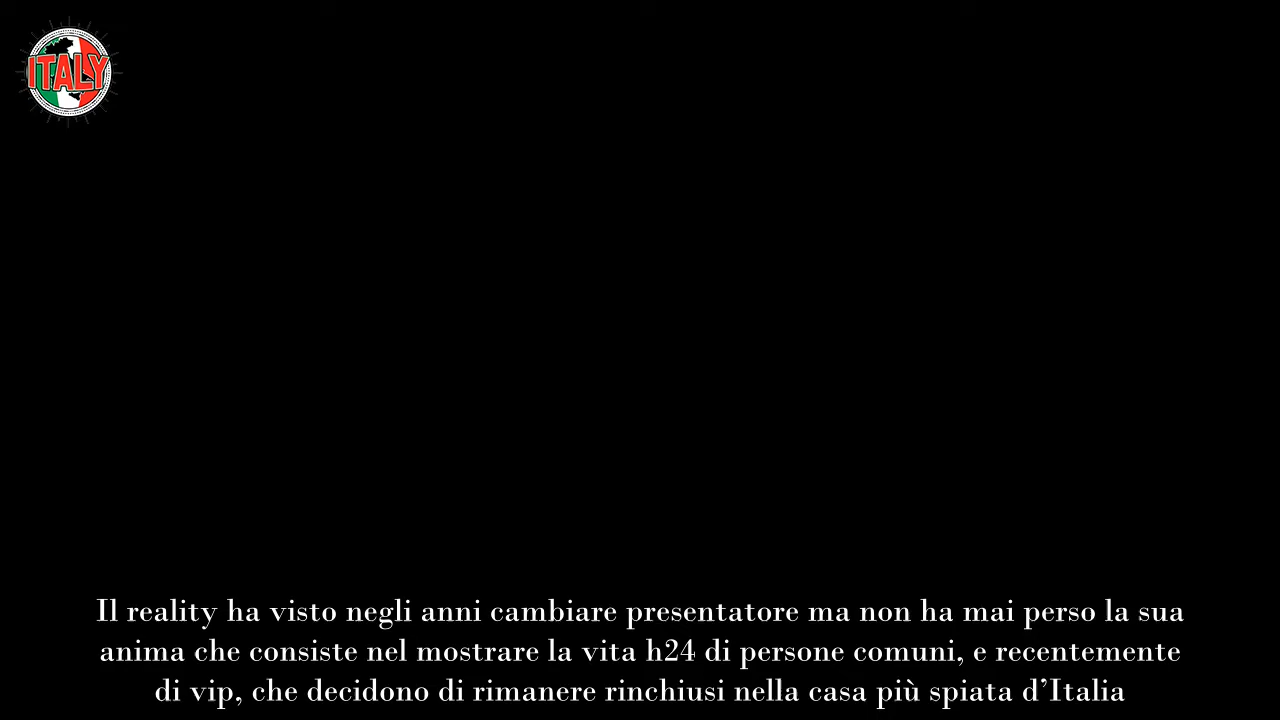 ITALY
Il reality ha visto negli anni cambiare presentatore ma non ha mai perso la sua
anima che consiste nel mostrare la vita h24 di persone comuni, e recentemente
di vip, che decidono di rimanere rinchiusi nella casa più spiata d’Italia